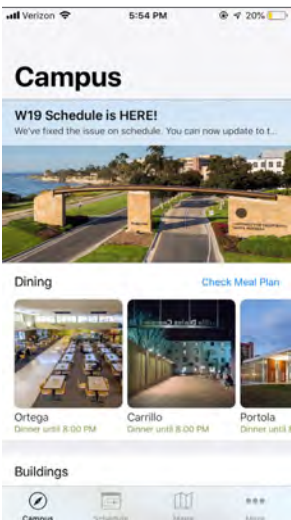 Verizon 5:54 PM 20%
Campus
W19 Schedule is HERE!
We've fixed the issue on schedule. You can now update to t...
Dining Check Meal Plan
Ortega Carrillo Portola
Dinner until 8:00 PM Dinner until 8:00 PM Dinner until 8
Buildings
Campus Schedule Maps More